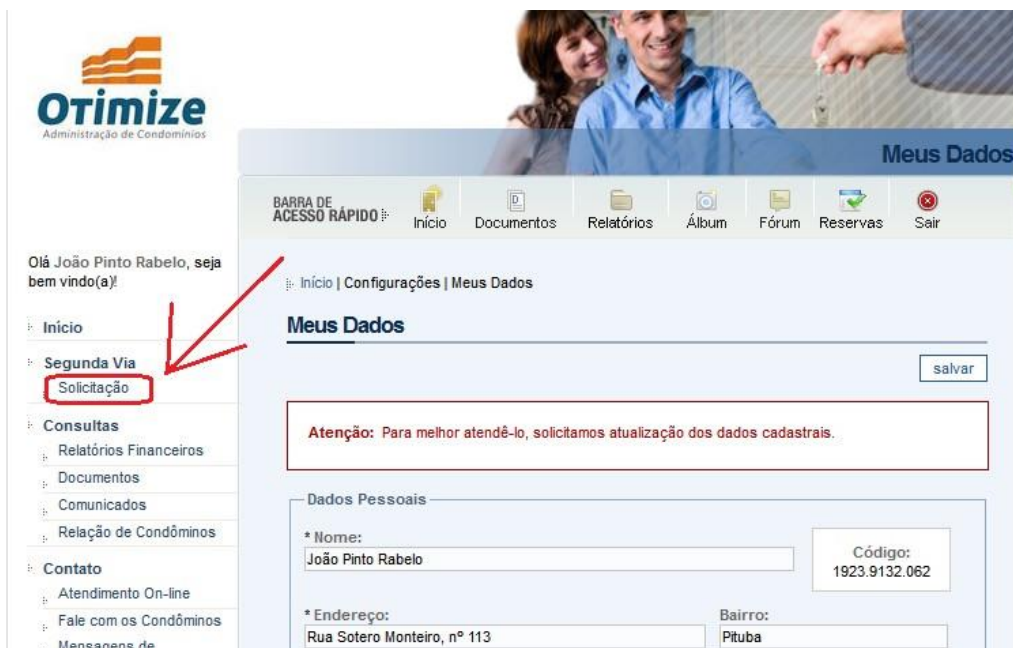 Otimize
Administração de Condomínios
Meus Dados
BARRA DE
ACESSO RÁPIDO
Início
Documentos
Relatórios
Álbum
Fórum
Reservas
Sair
Olá João Pinto Rabelo, seja
bem vindo(a)!
Início
Segunda Via
Solicitação
Consultas
Relatórios Financeiros
Documentos
Comunicados
Relação de Condôminos
Contato
Atendimento On-line
Fale com os Condôminos
Mensagens de
Início | Configurações | Meus Dados
Meus Dados
salvar
Atenção: Para melhor atendê-lo, solicitamos atualização dos dados cadastrais.
Dados Pessoais
* Nome:
João Pinto Rabelo
Código:
1923.9132.062
* Endereço:
Rua Sotero Monteiro, nº 113
Bairro:
Pituba